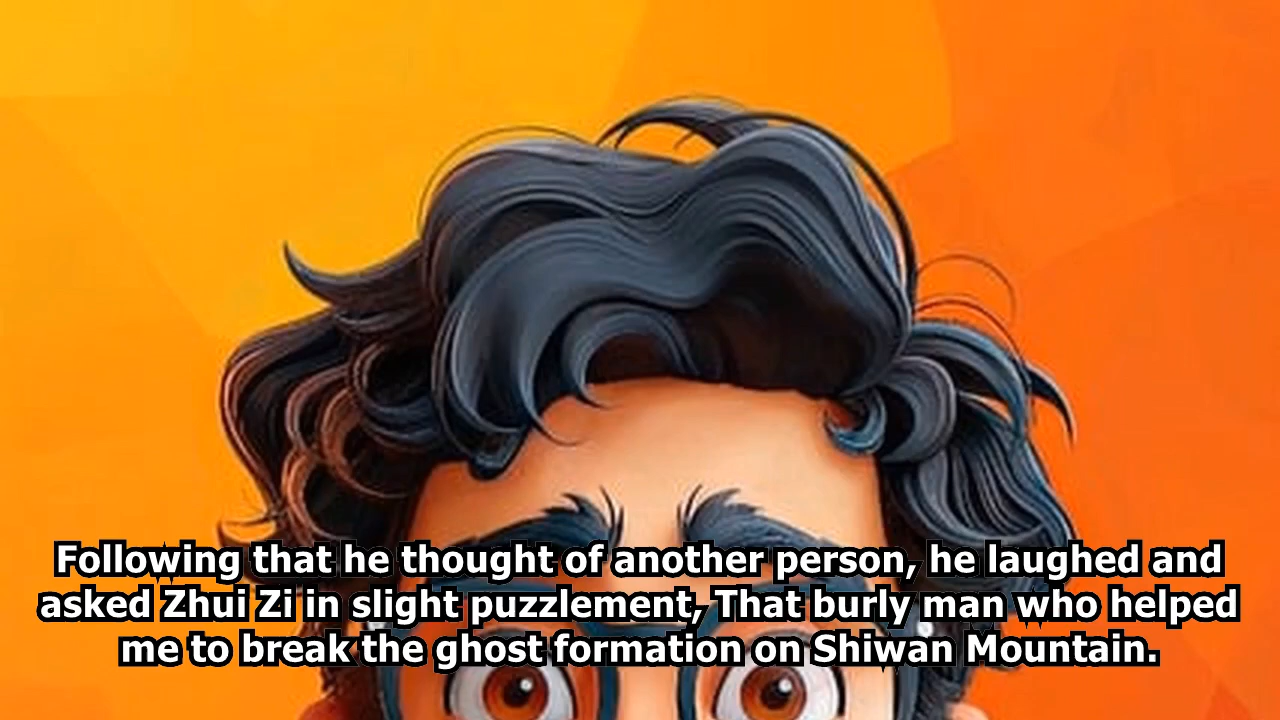 Following that he thought of another person, he laughed and
asked Zhui Zi in slight puzzlement, That burly man who helped
me to break the ghost formation on Shiwan Mountain.